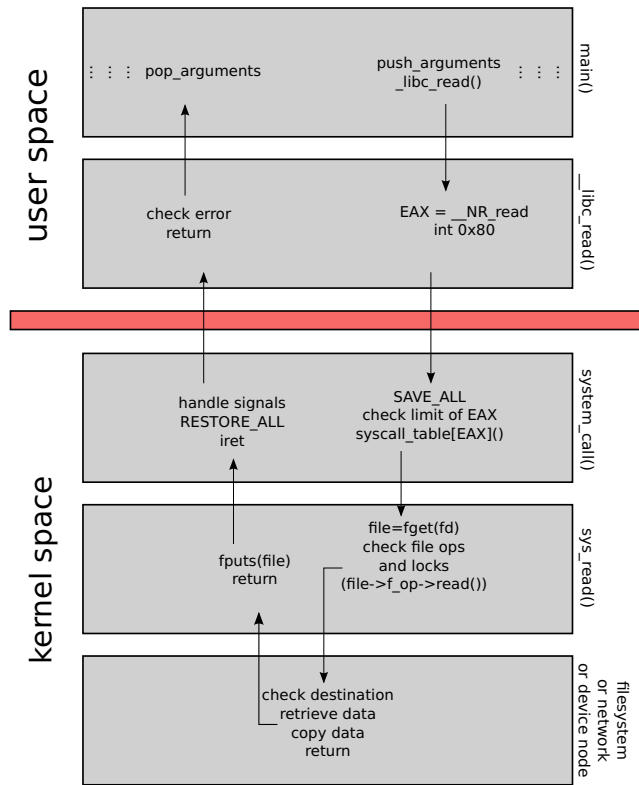 user space
⋮ ⋮ ⋮ pop_arguments
push_arguments
_libc_read() ⋮ ⋮ ⋮
main()
check error
return
EAX = __NR_read
int 0x80
__libc_read()
kernel space
handle signals
RESTORE_ALL
iret
SAVE_ALL
check limit of EAX
syscall_table[EAX]()
system_call()
fputs(file)
return
file=fget(fd)
check file ops
and locks
(file->f_op->read())
sys_read()
check destination
retrieve data
copy data
return
filesystem
or network
or device node